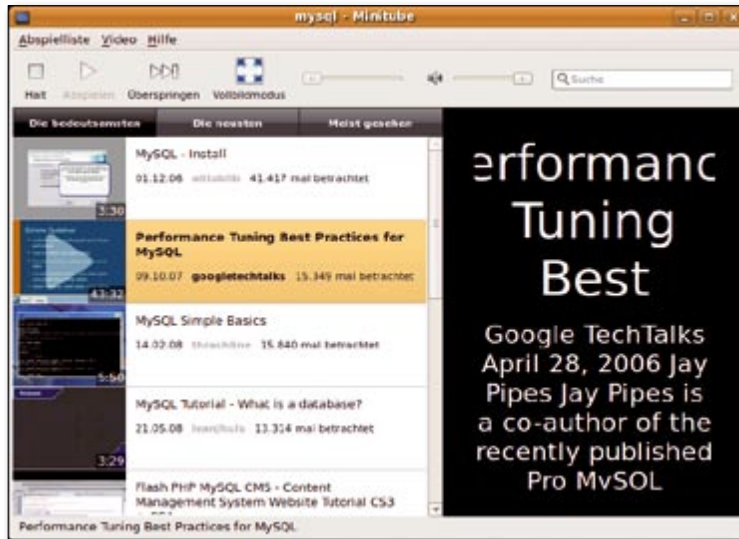 mysql - Minitube
Abspielliste Video Hilfe
Halt Abspielen Überspringen Vollbildmodus
Suche
Die bedeutsamsten Die neusten Meist gesehen
MySQL - Install
01.12.06 41.417 mal betrachtet
3:30
Performance Tuning Best Practices for
MySQL
09.10.07 googletechtalks 15.349 mal betrachtet
43:32
MySQL Simple Basics
14.02.08 15.840 mal betrachtet
5:50
MySQL Tutorial - What is a database?
21.05.08 13.314 mal betrachtet
3:29
Flash PHP MySQL CMS - Content
Management System Website Tutorial CS3
erformanc
Tuning
Best
Google TechTalks
April 28, 2006 Jay
Pipes Jay Pipes is
a co-author of the
recently published
Pro MySQL
Performance Tuning Best Practices for MySQL